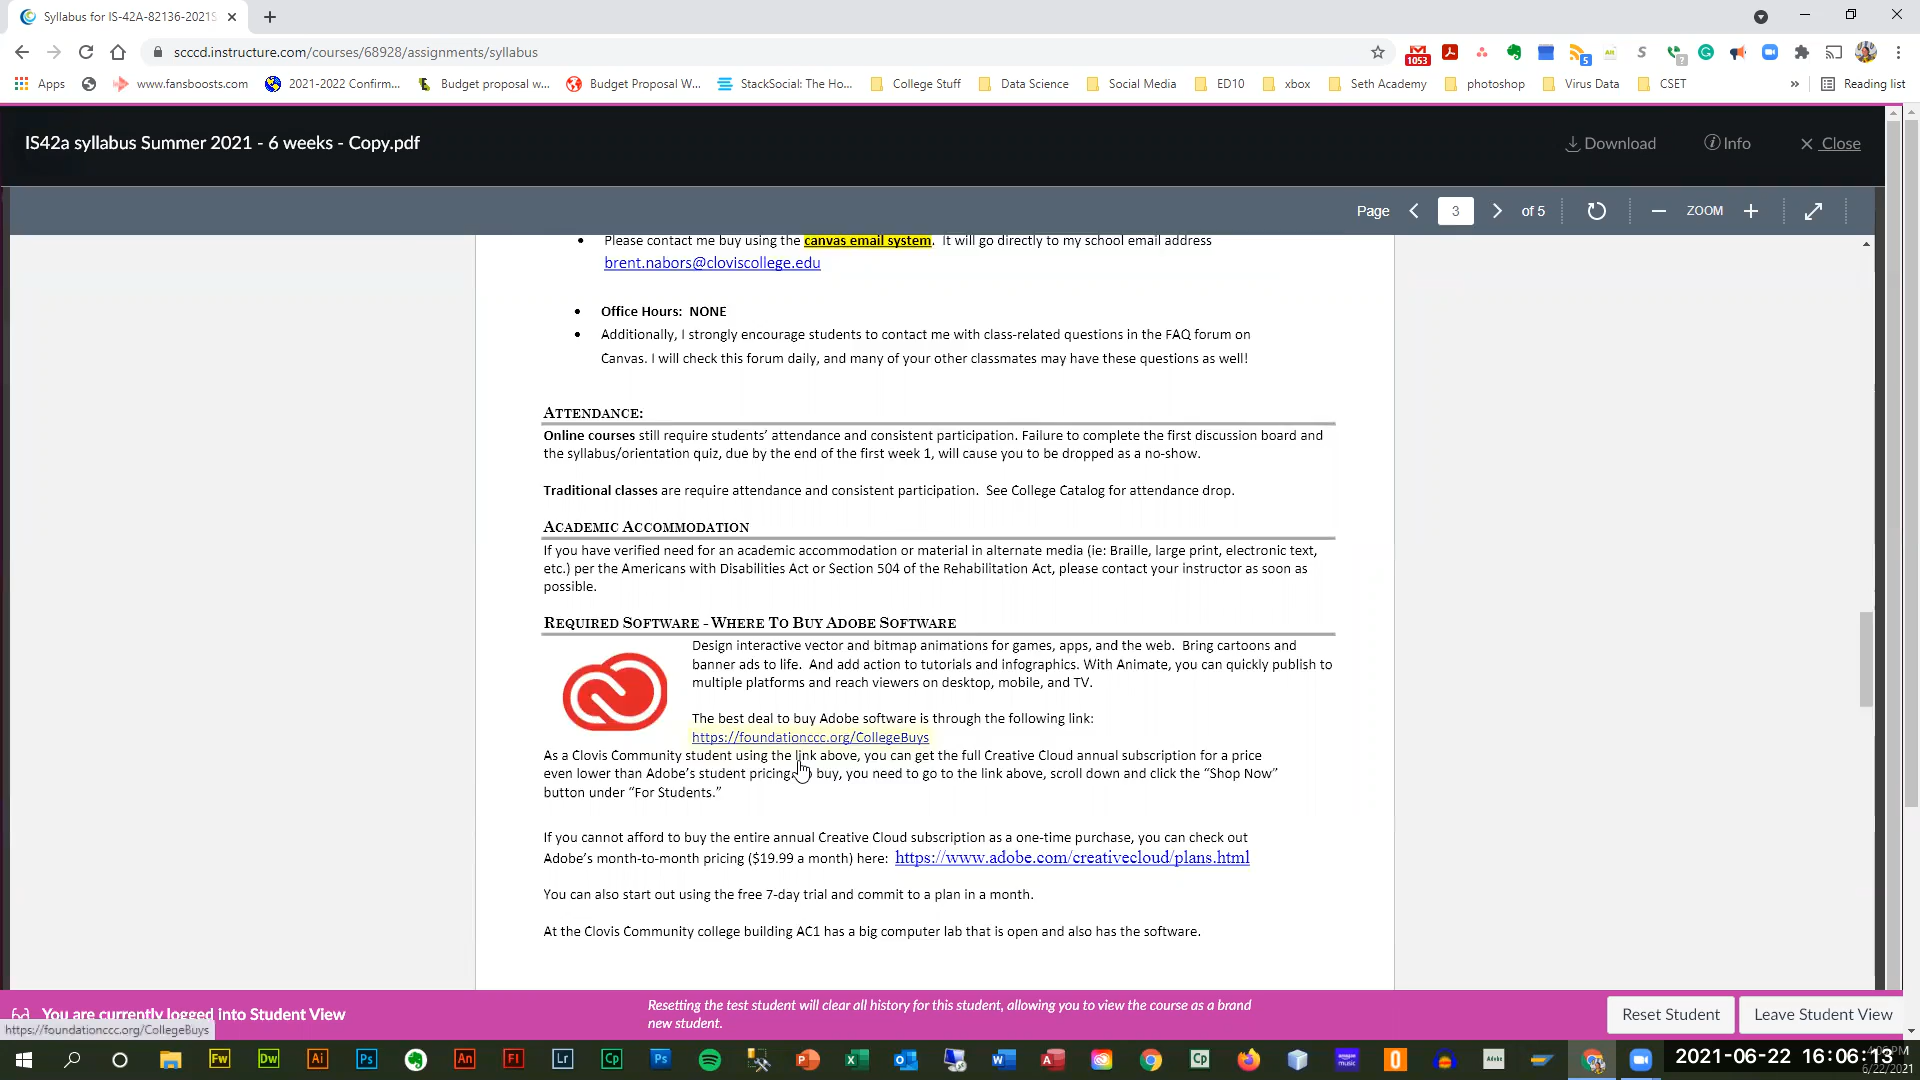 Syllabus for IS-42A-82136-2021S
scccd.instructure.com/courses/68928/assignments/syllabus
1053
5
Apps
www.fansboosts.com
2021-2022 Confirm...
Budget proposal w...
Budget Proposal W...
StackSocial: The Ho...
College Stuff
Data Science
Social Media
ED10
xbox
Seth Academy
photoshop
Virus Data
CSET
»
Reading list
IS42a syllabus Summer 2021 - 6 weeks - Copy.pdf
Download
Info
Close
Page
3
of 5
ZOOM
• Please contact me buy using the canvas email system. It will go directly to my school email address
brent.nabors@cloviscollege.edu
• Office Hours: NONE
• Additionally, I strongly encourage students to contact me with class-related questions in the FAQ forum on
Canvas. I will check this forum daily, and many of your other classmates may have these questions as well!
ATTENDANCE:
Online courses still require students’ attendance and consistent participation. Failure to complete the first discussion board and
the syllabus/orientation quiz, due by the end of the first week 1, will cause you to be dropped as a no-show.
Traditional classes are require attendance and consistent participation. See College Catalog for attendance drop.
ACADEMIC ACCOMMODATION
If you have verified need for an academic accommodation or material in alternate media (ie: Braille, large print, electronic text,
etc.) per the Americans with Disabilities Act or Section 504 of the Rehabilitation Act, please contact your instructor as soon as
possible.
REQUIRED SOFTWARE - WHERE TO BUY ADOBE SOFTWARE
Design interactive vector and bitmap animations for games, apps, and the web. Bring cartoons and
banner ads to life. And add action to tutorials and infographics. With Animate, you can quickly publish to
multiple platforms and reach viewers on desktop, mobile, and TV.
The best deal to buy Adobe software is through the following link:
https://foundationccc.org/CollegeBuys
As a Clovis Community student using the link above, you can get the full Creative Cloud annual subscription for a price
even lower than Adobe’s student pricing. buy, you need to go to the link above, scroll down and click the “Shop Now”
button under “For Students.”
If you cannot afford to buy the entire annual Creative Cloud subscription as a one-time purchase, you can check out
Adobe’s month-to-month pricing ($19.99 a month) here: https://www.adobe.com/creativecloud/plans.html
You can also start out using the free 7-day trial and commit to a plan in a month.
At the Clovis Community college building AC1 has a big computer lab that is open and also has the software.
You are currently logged into Student View
Resetting the test student will clear all history for this student, allowing you to view the course as a brand
new student.
Reset Student
Leave Student View
https://foundationccc.org/CollegeBuys
Fw
Dw
Ai
Ps
An
Fl
Lr
Cp
Ps
Cp
2021-06-22 16:06:13
6/22/2021